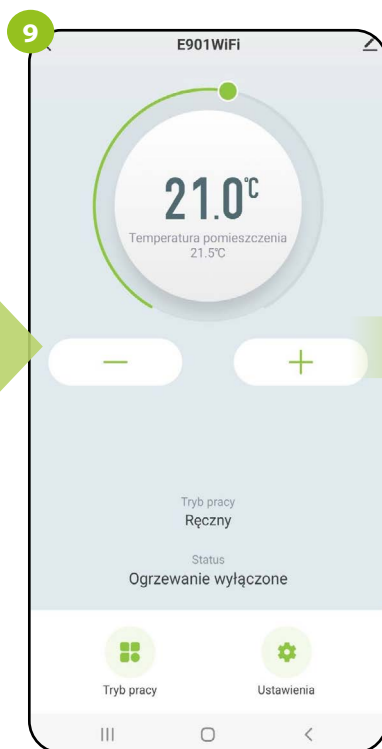 9
E901WiFi
21.0°C
Temperatura pomieszczenia
21.5°C
Tryb pracy
Ręczny
Status
Ogrzewanie wyłączone
Tryb pracy Ustawienia